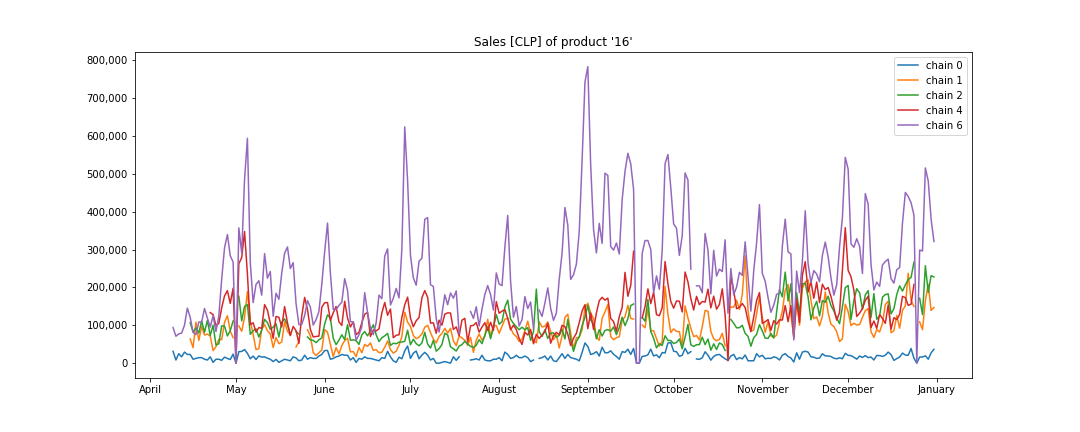 Sales [CLP] of product '16'
800,000
700,000
600,000
500,000
400,000
300,000
200,000
100,000
0
April
May
June
July
August
September
October
November
December
January
chain 0
chain 1
chain 2
chain 4
chain 6